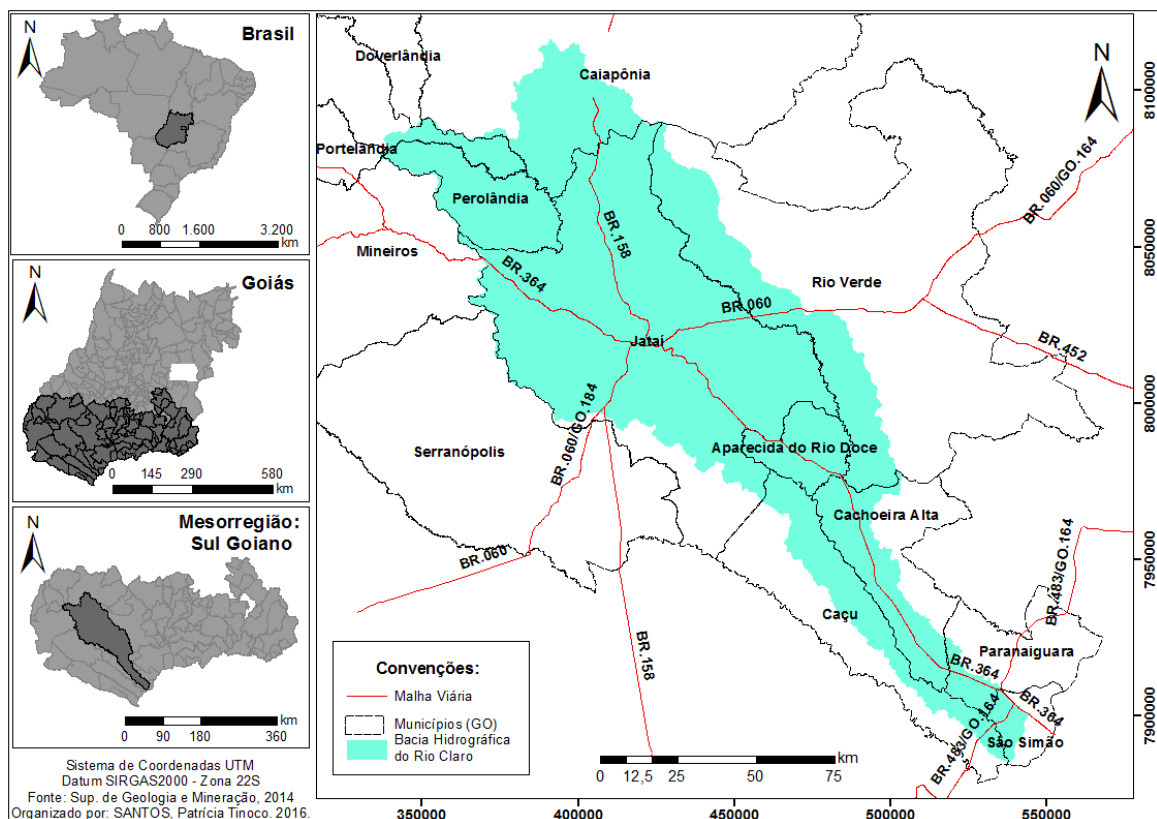 N
Brasil
0 800 1.600 3.200
km
N
Goiás
0 145 290 580
km
N
Mesorregião:
Sul Goiano
0 90 180 360
km
Sistema de Coordenadas UTM
Datum SIRGAS2000 - Zona 22S
Fonte: Sup. de Geologia e Mineração, 2014
Organizado por: SANTOS, Patrícia Tinoco. 2016.
N
Doverlândia
Caiapônia
Portelândia
Perolândia
Mineiros
BR.158
BR.364
BR.060/GO.164
Rio Verde
BR.060
BR.452
Jataí
BR.060/GO.184
Serranópolis
Aparecida do Rio Doce
Cachoeira Alta
BR.060
BR.483/GO.164
Caçu
Paranaiguara
BR.158
BR.364
BR.364
São Simão
BR.483/GO.164
Convenções:
Malha Viária
Municípios (GO)
Bacia Hidrográfica
do Rio Claro
km
0 12,5 25 50 75
8100000
8050000
8000000
7950000
7900000
350000 400000 450000 500000 550000